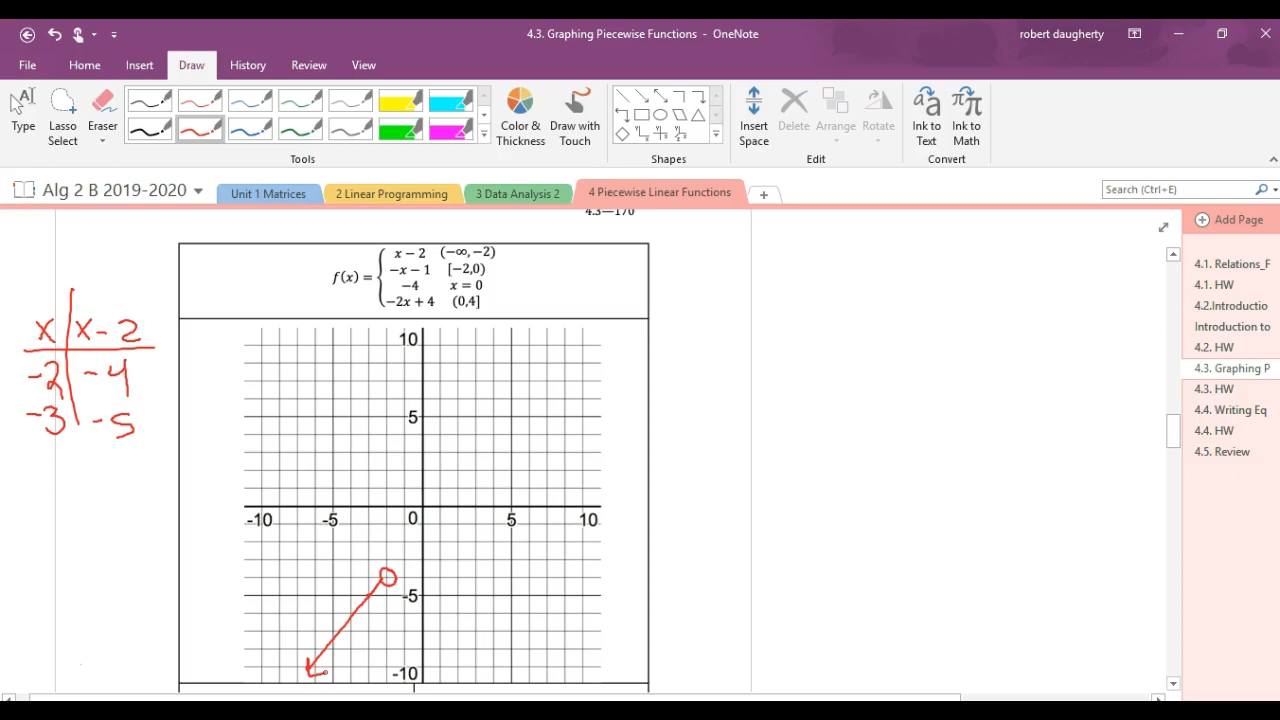 4.3. Graphing Piecewise Functions - OneNote
robert daugherty
File Home Insert Draw History Review View
Type
Lasso Select
Eraser
Color & Thickness
Draw with Touch
Insert Space
Delete
Arrange
Rotate
Ink to Text
Ink to Math
Tools
Shapes
Edit
Convert
Alg 2 B 2019-2020
Unit 1 Matrices
2 Linear Programming
3 Data Analysis 2
4 Piecewise Linear Functions
Search (Ctrl+E)
4.3—170
Add Page
4.1. Relations_F
4.1. HW
4.2.Introductio
Introduction to
4.2. HW
4.3. Graphing P
4.3. HW
4.4. Writing Eq
4.4. HW
4.5. Review
f(x) =
x − 2 (−∞, −2)
−x − 1 [−2,0)
−4 x = 0
−2x + 4 (0,4]
x x - 2
-2 -4
-3 -5
10
5
-10 -5 0 5 10
-5
-10